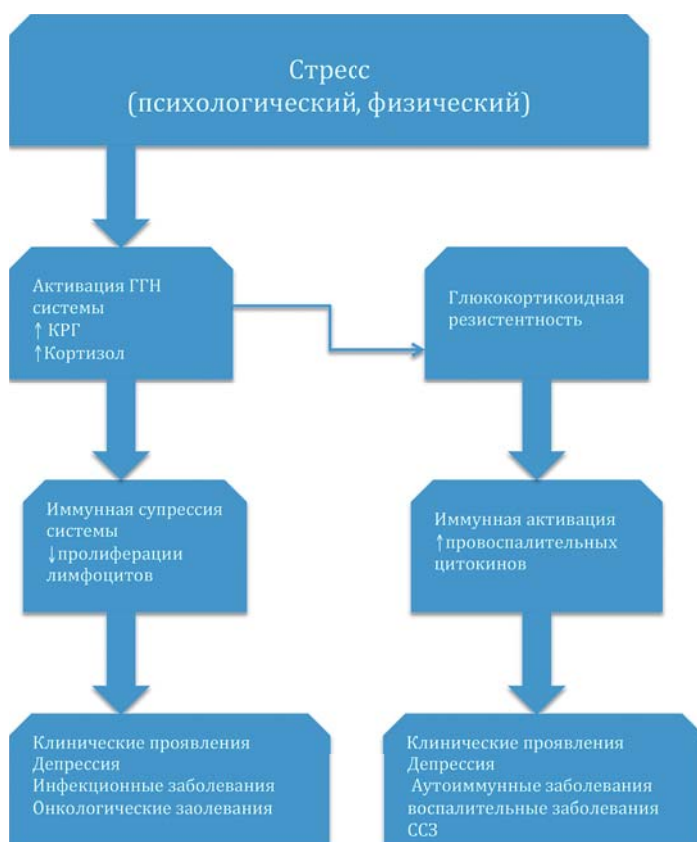 Стресс
(психологический, физический)
Активация ГГН
системы
↑ КРГ
↑Кортизол
Глюкокортикоидная
резистентность
Иммунная супрессия
системы
↓пролиферации
лимфоцитов
Иммунная активация
↑провоспалительных
цитокинов
Клинические проявления
Депрессия
Инфекционные заболевания
Онкологические заолевания
Клинические проявления
Депрессия
Аутоиммунные заболевания
воспалительные заболевания
ССЗ